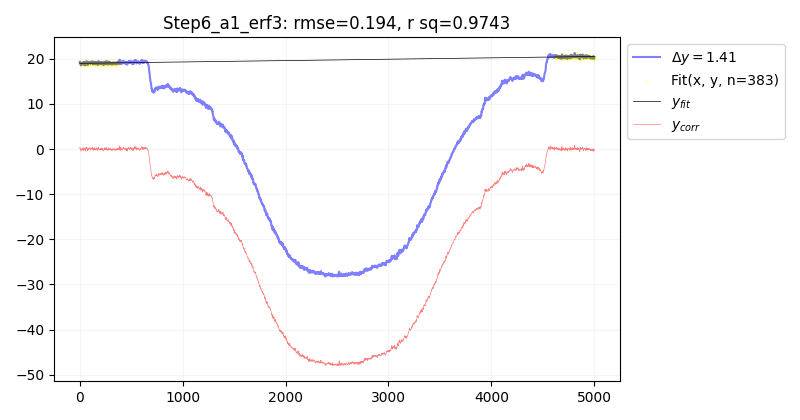 Step6_a1_erf3: rmse=0.194, r sq=0.9743
20
10
0
−10
−20
−30
−40
−50
0
1000
2000
3000
4000
5000
Δy = 1.41
Fit(x, y, n=383)
y_fit
y_corr